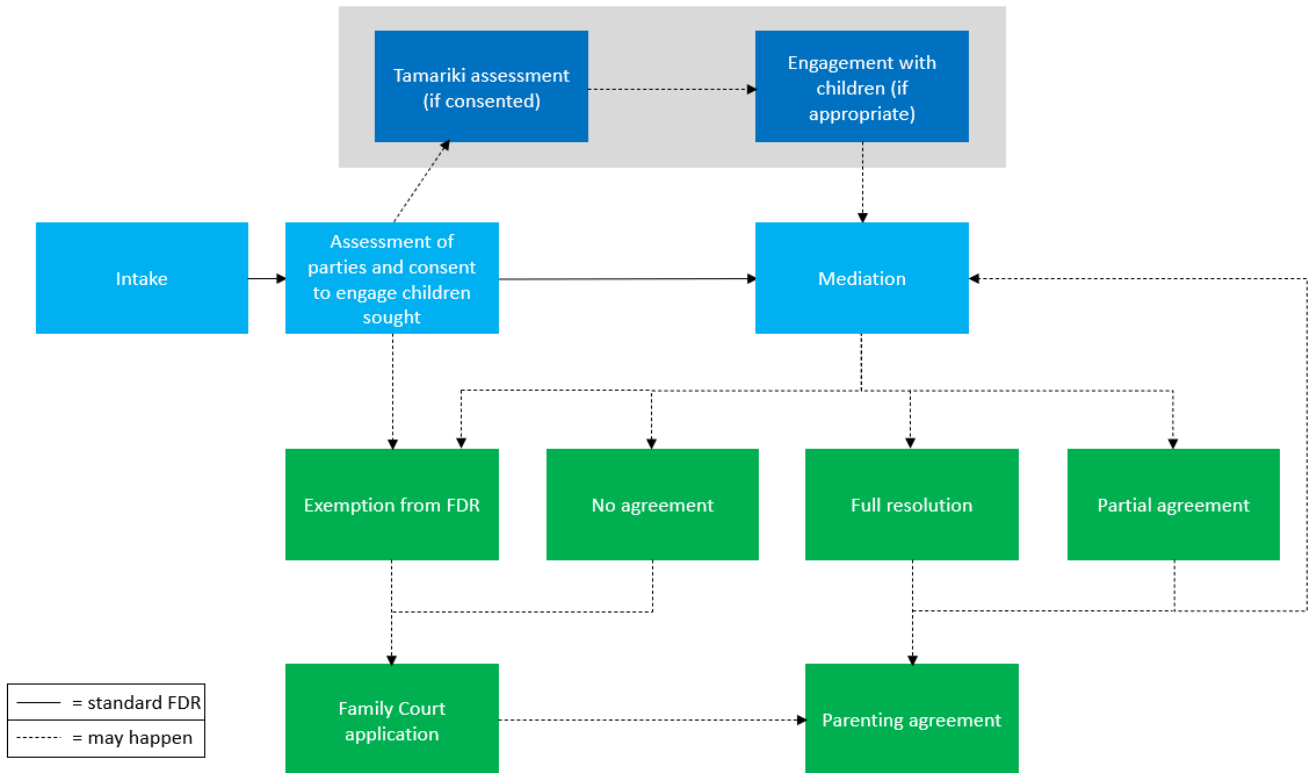 Tamariki assessment
(if consented)
Engagement with
children (if
appropriate)
Intake
Assessment of
parties and consent
to engage children
sought
Mediation
Exemption from FDR
No agreement
Full resolution
Partial agreement
Family Court
application
Parenting agreement
= standard FDR
= may happen